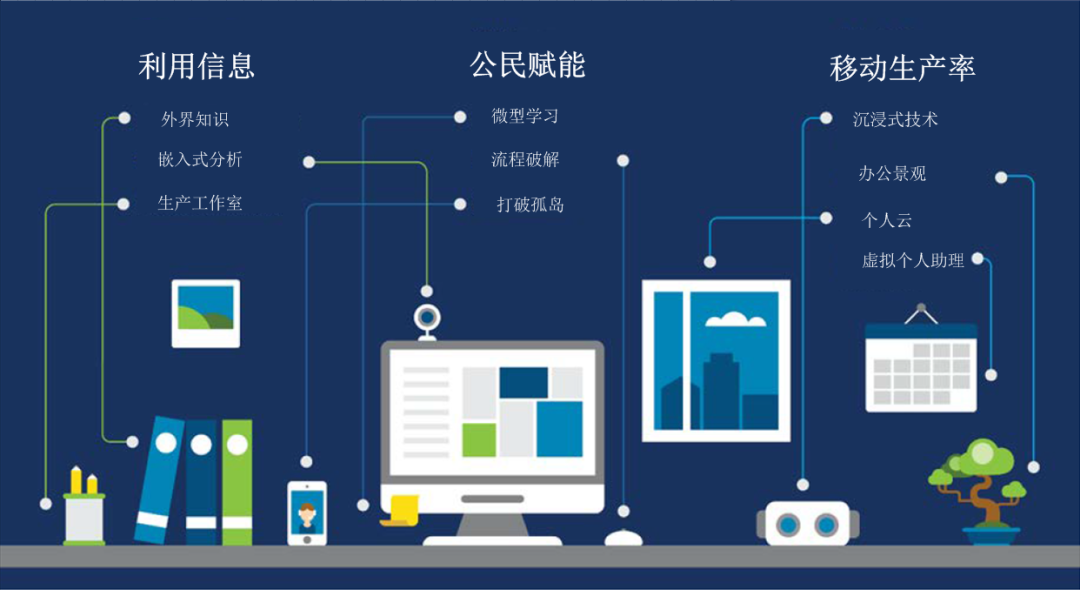 利用信息
外界知识
嵌入式分析
生产工作室
公民赋能
微型学习
流程破解
打破孤岛
移动生产率
沉浸式技术
办公景观
个人云
虚拟个人助理